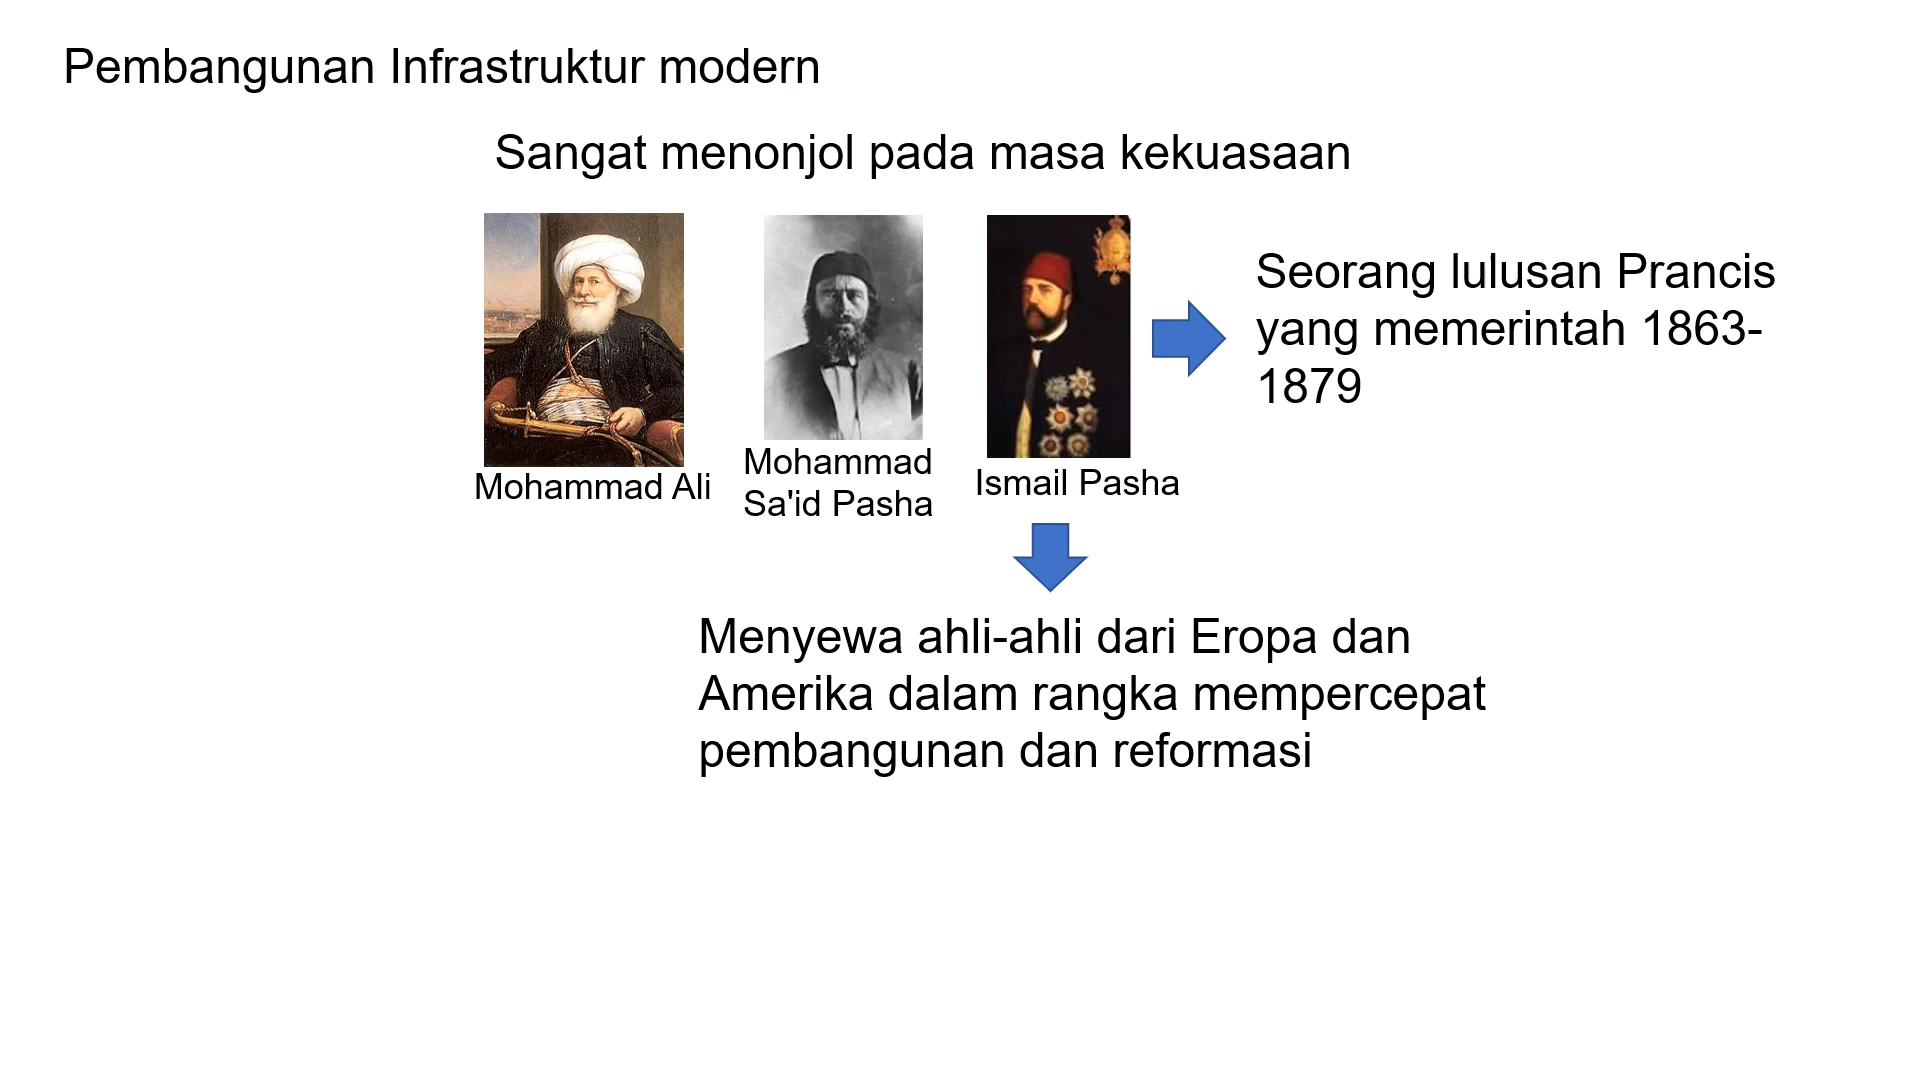 Pembangunan Infrastruktur modern
Sangat menonjol pada masa kekuasaan
Seorang lulusan Prancis
yang memerintah 1863-
1879
Mohammad Ali
Mohammad
Sa'id Pasha
Ismail Pasha
Menyewa ahli-ahli dari Eropa dan
Amerika dalam rangka mempercepat
pembangunan dan reformasi